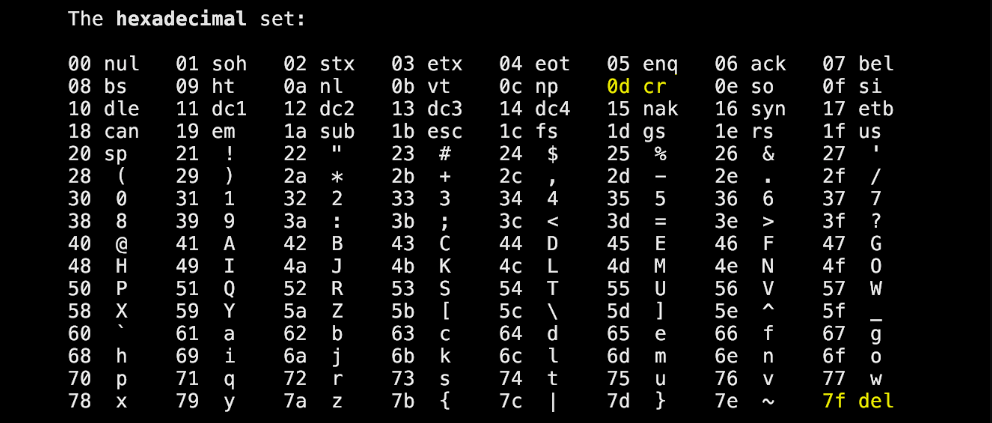 The hexadecimal set:
00 nul 01 soh 02 stx 03 etx 04 eot 05 enq 06 ack 07 bel
08 bs 09 ht 0a nl 0b vt 0c np 0d cr 0e so 0f si
10 dle 11 dc1 12 dc2 13 dc3 14 dc4 15 nak 16 syn 17 etb
18 can 19 em 1a sub 1b esc 1c fs 1d gs 1e rs 1f us
20 sp 21 ! 22 " 23 # 24 $ 25 % 26 & 27 '
28 ( 29 ) 2a * 2b + 2c , 2d - 2e . 2f /
30 0 31 1 32 2 33 3 34 4 35 5 36 6 37 7
38 8 39 9 3a : 3b ; 3c < 3d = 3e > 3f ?
40 @ 41 A 42 B 43 C 44 D 45 E 46 F 47 G
48 H 49 I 4a J 4b K 4c L 4d M 4e N 4f O
50 P 51 Q 52 R 53 S 54 T 55 U 56 V 57 W
58 X 59 Y 5a Z 5b [ 5c \ 5d ] 5e ^ 5f _
60 ` 61 a 62 b 63 c 64 d 65 e 66 f 67 g
68 h 69 i 6a j 6b k 6c l 6d m 6e n 6f o
70 p 71 q 72 r 73 s 74 t 75 u 76 v 77 w
78 x 79 y 7a z 7b { 7c | 7d } 7e ~ 7f del